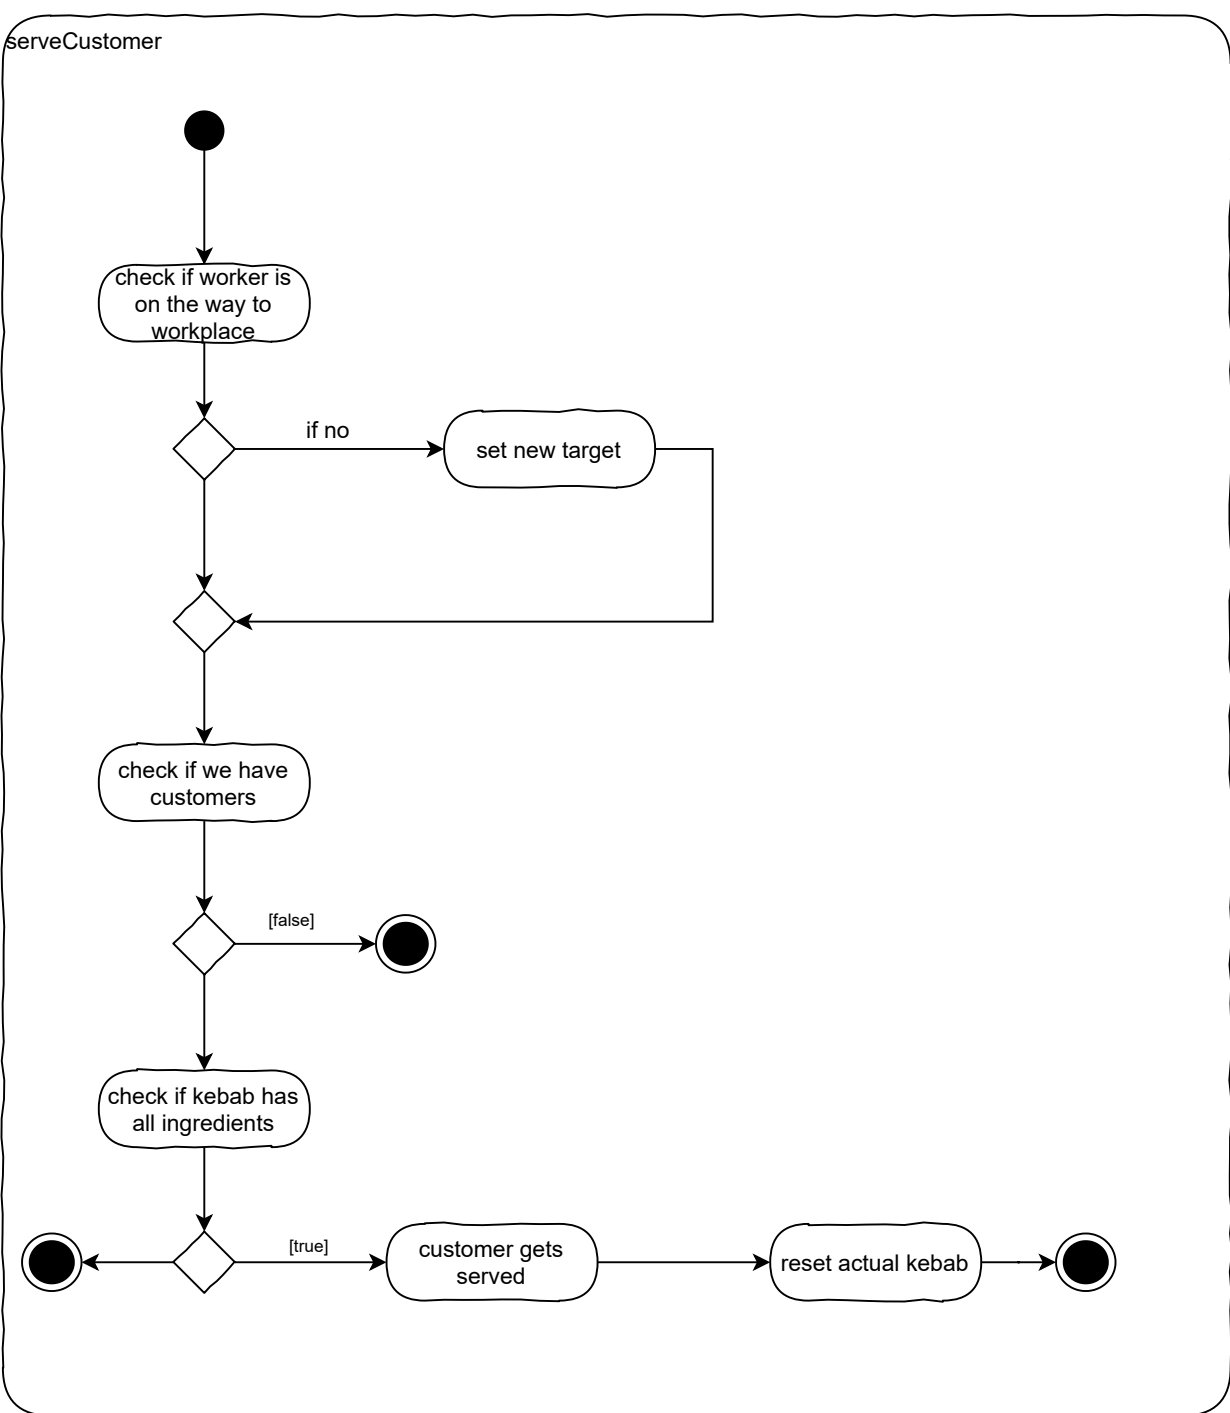 serveCustomer
check if worker is
on the way to
workplace
if no
set new target
check if we have
customers
[false]
check if kebab has
all ingredients
[true]
customer gets
served
reset actual kebab